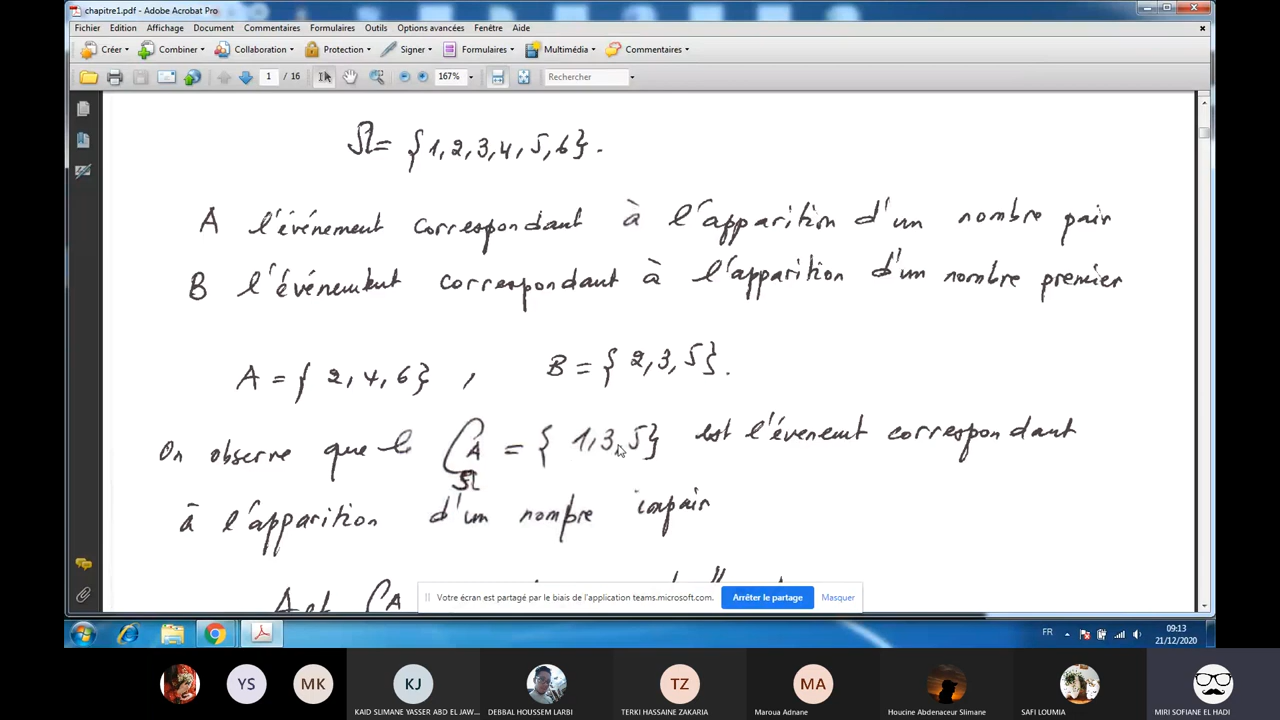 chapitre1.pdf - Adobe Acrobat Pro
Fichier Edition Affichage Document Commentaires Formulaires Outils Options avancées Fenêtre Aide
Créer Combiner Collaboration Protection Signer Formulaires Multimédia Commentaires
1 / 16 167% Rechercher
Ω = {1,2,3,4,5,6}.
A l'événement correspondant à l'apparition d'un nombre pair
B l'événement correspondant à l'apparition d'un nombre premier
A = { 2,4,6} , B = { 2,3,5}.
On observe que le C A = { 1,3,5} est l'évenement correspondant
Ω
à l'apparition d'un nombre impair
A et C A
Votre écran est partagé par le biais de l'application teams.microsoft.com. Arrêter le partage Masquer
FR 09:13
21/12/2020
YS MK KJ TZ MA
KAID SLIMANE YASSER ABD EL JAW... DEBBAL HOUSSEM LARBI TERKI HASSAINE ZAKARIA Maroua Adnane Houcine Abdenaceur Slimane SAFI LOUMIA MIRI SOFIANE EL HADI